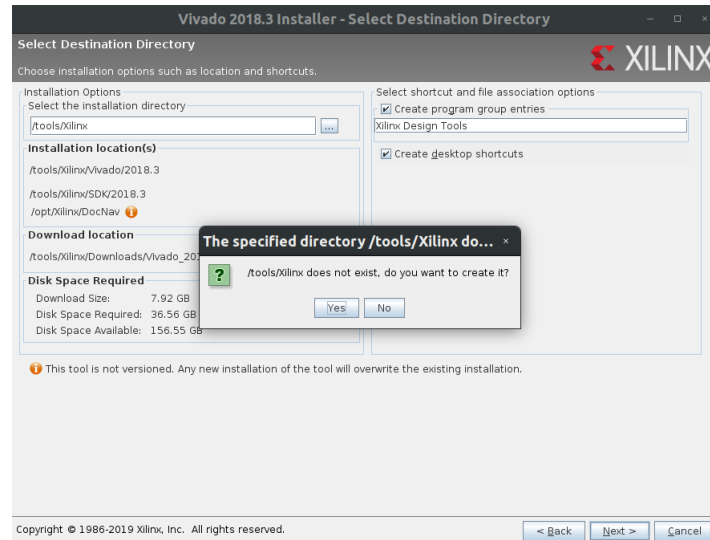 Vivado 2018.3 Installer - Select Destination Directory
Select Destination Directory
Choose installation options such as location and shortcuts.
XILINX
Installation Options
Select the installation directory
/tools/Xilinx
...
Installation location(s)
/tools/Xilinx/Vivado/2018.3
/tools/Xilinx/SDK/2018.3
/opt/Xilinx/DocNav
Download location
/tools/Xilinx/Downloads/Vivado_201
Disk Space Required
Download Size: 7.92 GB
Disk Space Required: 36.56 GB
Disk Space Available: 156.55 GB
Select shortcut and file association options
Create program group entries
Xilinx Design Tools
Create desktop shortcuts
The specified directory /tools/Xilinx do...
/tools/Xilinx does not exist, do you want to create it?
Yes No
This tool is not versioned. Any new installation of the tool will overwrite the existing installation.
Copyright © 1986-2019 Xilinx, Inc. All rights reserved.
< Back Next > Cancel